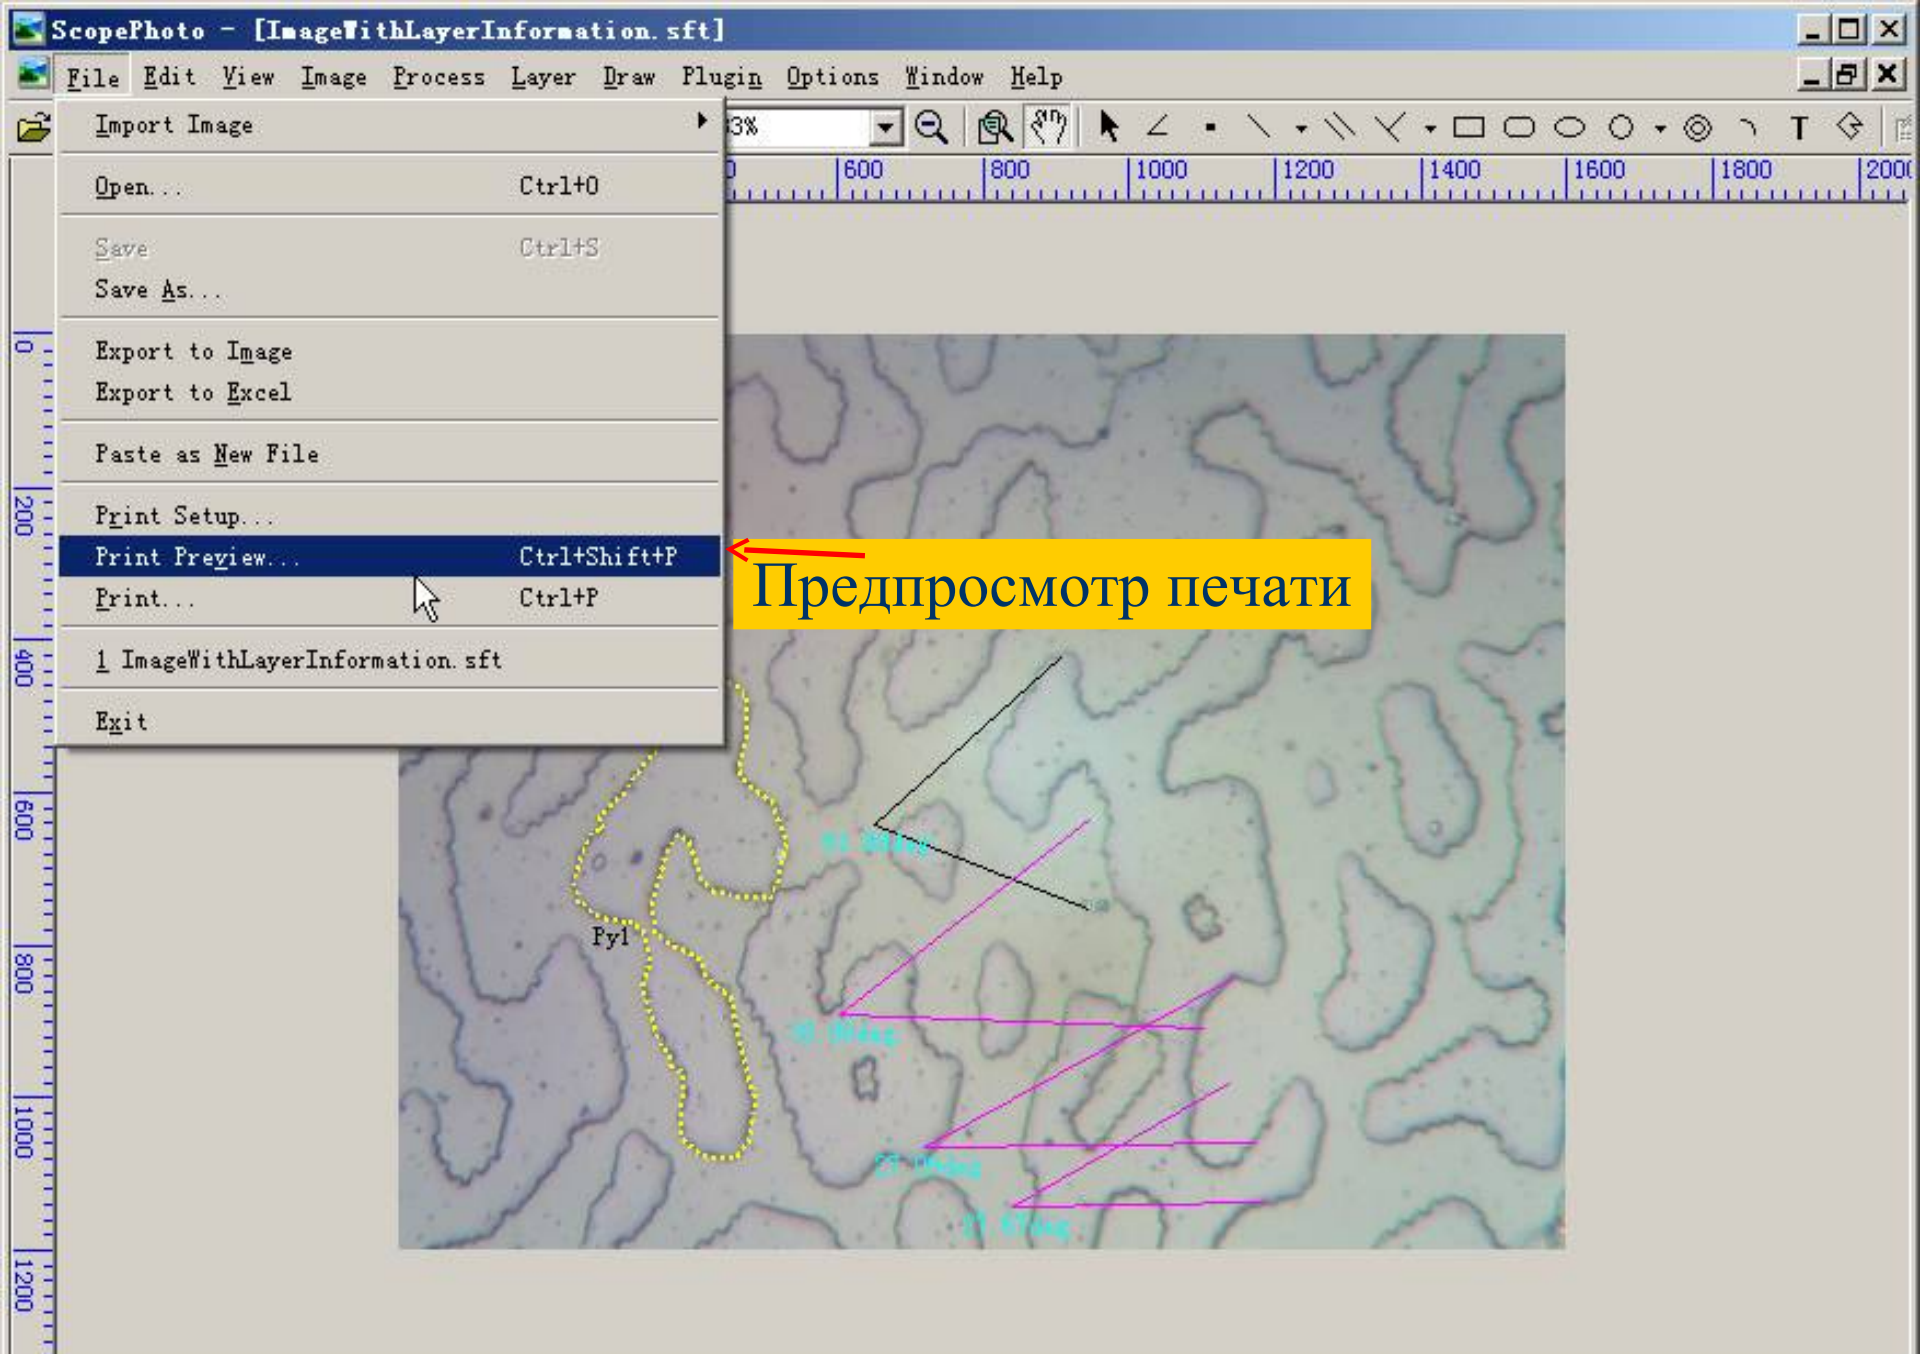 ScopePhoto - [ImageWithLayerInformation.sft]
File Edit View Image Process Layer Draw Plugin Options Window Help
Import Image
3%
T
Open... Ctrl+O
600 800 1000 1200 1400 1600 1800 200
Save Ctrl+S
Save As...
Export to Image
Export to Excel
Paste as New File
Print Setup...
Print Preview... Ctrl+Shift+P
Print... Ctrl+P
1 ImageWithLayerInformation.sft
Exit
Предпросмотр печати
0
200
400
600
800
1000
1200
Py1